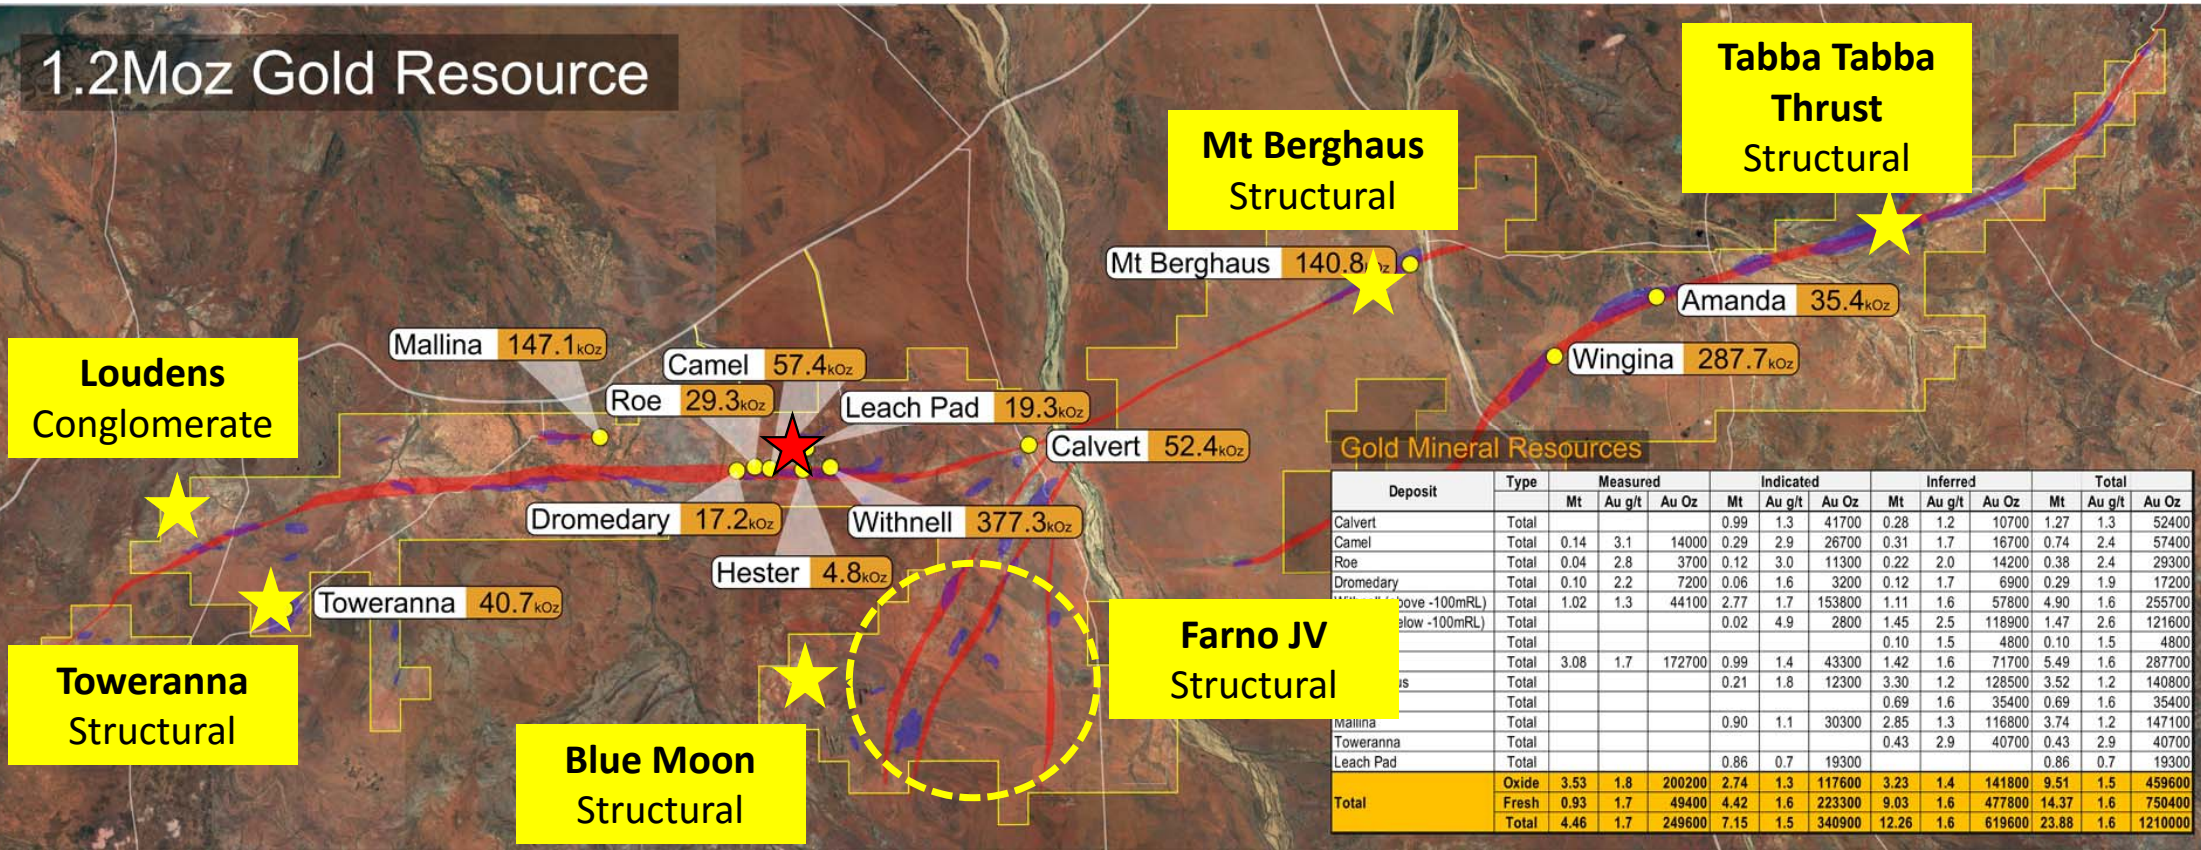 1.2Moz Gold Resource
Tabba Tabba
Thrust
Structural
Mt Berghaus
Structural
Mt Berghaus 140.8
Amanda 35.4kOz
Wingina 287.7kOz
Mallina 147.1kOz
Camel 57.4kOz
Roe 29.3kOz
Leach Pad 19.3kOz
Calvert 52.4kOz
Loudens
Conglomerate
Dromedary 17.2kOz
Withnell 377.3kOz
Hester 4.8kOz
Toweranna 40.7kOz
Toweranna
Structural
Blue Moon
Structural
Farno JV
Structural
Gold Mineral Resources
Deposit Type Measured Indicated Inferred Total
Mt Au g/t Au Oz Mt Au g/t Au Oz Mt Au g/t Au Oz Mt Au g/t Au Oz
Calvert Total 0.99 1.3 41700 0.28 1.2 10700 1.27 1.3 52400
Camel Total 0.14 3.1 14000 0.29 2.9 26700 0.31 1.7 16700 0.74 2.4 57400
Roe Total 0.04 2.8 3700 0.12 3.0 11300 0.22 2.0 14200 0.38 2.4 29300
Dromedary Total 0.10 2.2 7200 0.06 1.6 3200 0.12 1.7 6900 0.29 1.9 17200
-100mRL) Total 1.02 1.3 44100 2.77 1.7 153800 1.11 1.6 57800 4.90 1.6 255700
-100mRL) Total 0.02 4.9 2800 1.45 2.5 118900 1.47 2.6 121600
Total 0.10 1.5 4800 0.10 1.5 4800
Total 3.08 1.7 172700 0.99 1.4 43300 1.42 1.6 71700 5.49 1.6 287700
Total 0.21 1.8 12300 3.30 1.2 128500 3.52 1.2 140800
Total 0.69 1.6 35400 0.69 1.6 35400
Mallina Total 0.90 1.1 30300 2.85 1.3 116800 3.74 1.2 147100
Toweranna Total 0.43 2.9 40700 0.43 2.9 40700
Leach Pad Total 0.86 0.7 19300 0.86 0.7 19300
Total Oxide 3.53 1.8 200200 2.74 1.3 117600 3.23 1.4 141800 9.51 1.5 459600
Fresh 0.93 1.7 49400 4.42 1.6 223300 9.03 1.6 477800 14.37 1.6 750400
Total 4.46 1.7 249600 7.15 1.5 340900 12.26 1.6 619600 23.88 1.6 1210000